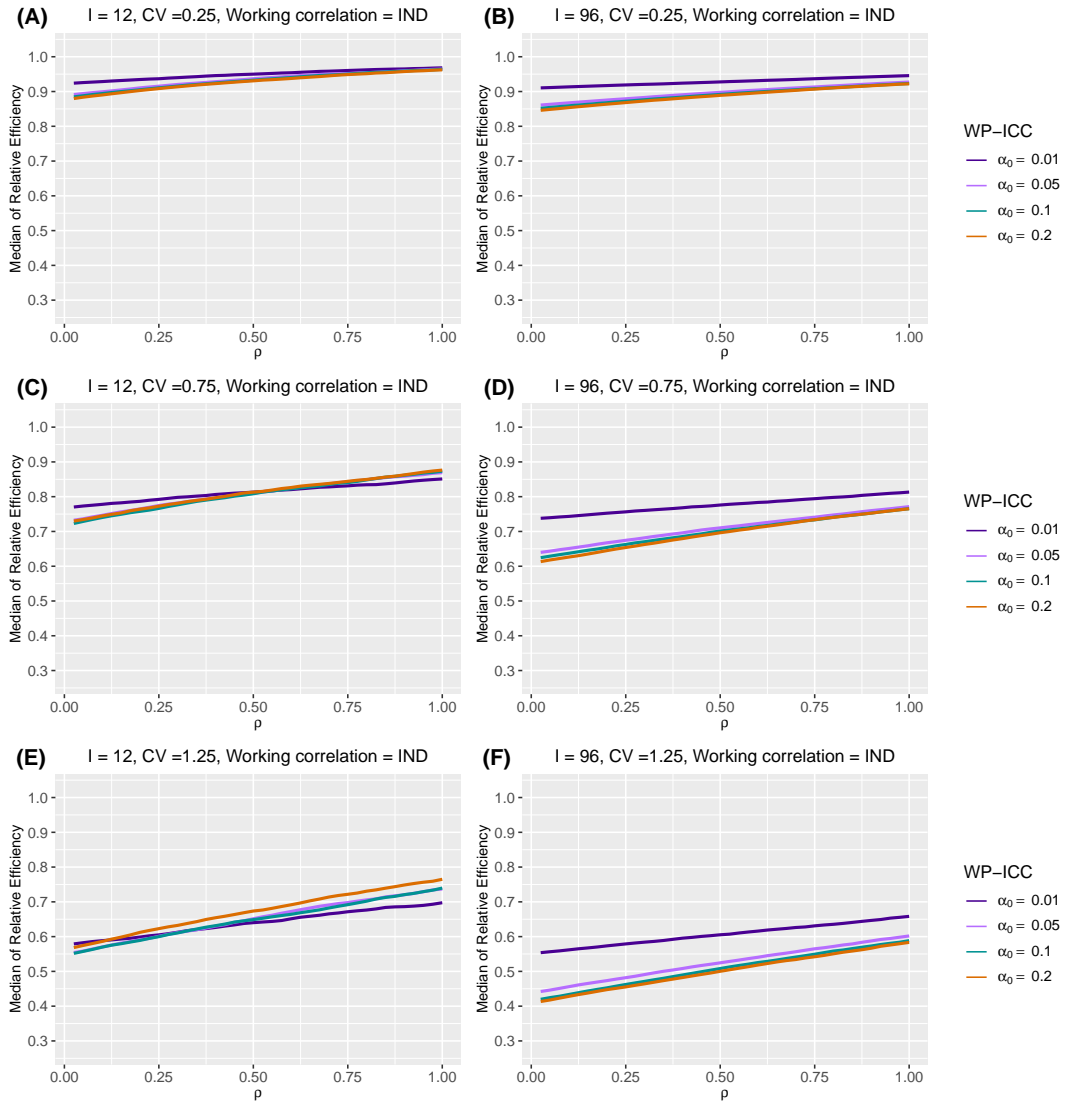 (A) I = 12, CV =0.25, Working correlation = IND
Median of Relative Efficiency
1.0
0.9
0.8
0.7
0.6
0.5
0.4
0.3
0.00 0.25 0.50 0.75 1.00
ρ
(B) I = 96, CV =0.25, Working correlation = IND
Median of Relative Efficiency
1.0
0.9
0.8
0.7
0.6
0.5
0.4
0.3
0.00 0.25 0.50 0.75 1.00
ρ
WP−ICC
α0 = 0.01
α0 = 0.05
α0 = 0.1
α0 = 0.2
(C) I = 12, CV =0.75, Working correlation = IND
Median of Relative Efficiency
1.0
0.9
0.8
0.7
0.6
0.5
0.4
0.3
0.00 0.25 0.50 0.75 1.00
ρ
(D) I = 96, CV =0.75, Working correlation = IND
Median of Relative Efficiency
1.0
0.9
0.8
0.7
0.6
0.5
0.4
0.3
0.00 0.25 0.50 0.75 1.00
ρ
WP−ICC
α0 = 0.01
α0 = 0.05
α0 = 0.1
α0 = 0.2
(E) I = 12, CV =1.25, Working correlation = IND
Median of Relative Efficiency
1.0
0.9
0.8
0.7
0.6
0.5
0.4
0.3
0.00 0.25 0.50 0.75 1.00
ρ
(F) I = 96, CV =1.25, Working correlation = IND
Median of Relative Efficiency
1.0
0.9
0.8
0.7
0.6
0.5
0.4
0.3
0.00 0.25 0.50 0.75 1.00
ρ
WP−ICC
α0 = 0.01
α0 = 0.05
α0 = 0.1
α0 = 0.2